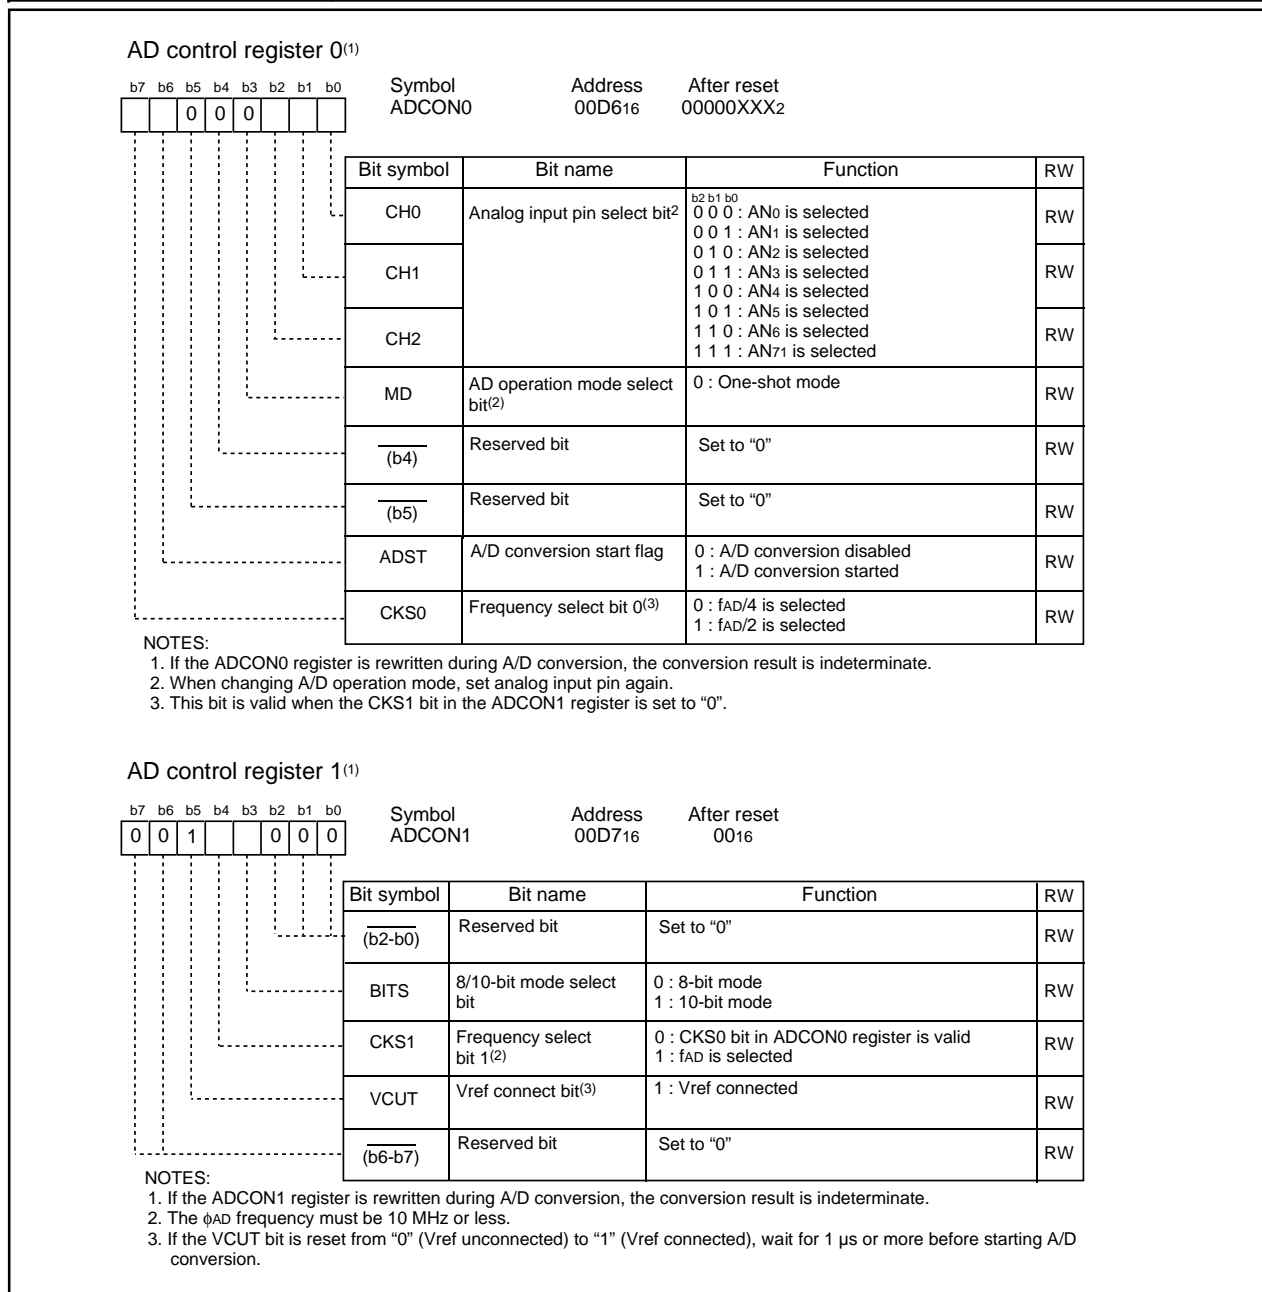 AD control register 0(1)
b7 b6 b5 b4 b3 b2 b1 b0
Symbol Address After reset
ADCON0 00D616 00000XXX2
0 0 0
Bit symbol Bit name Function RW
CH0 Analog input pin select bit2 b2 b1 b0
0 0 0 : AN0 is selected RW
0 0 1 : AN1 is selected
0 1 0 : AN2 is selected
CH1 0 1 1 : AN3 is selected RW
1 0 0 : AN4 is selected
1 0 1 : AN5 is selected
CH2 1 1 0 : AN6 is selected RW
1 1 1 : AN71 is selected
MD AD operation mode select bit(2) 0 : One-shot mode RW
(b4) Reserved bit Set to “0” RW
(b5) Reserved bit Set to “0” RW
ADST A/D conversion start flag 0 : A/D conversion disabled
1 : A/D conversion started RW
CKS0 Frequency select bit 0(3) 0 : fAD/4 is selected
1 : fAD/2 is selected RW
NOTES:
1. If the ADCON0 register is rewritten during A/D conversion, the conversion result is indeterminate.
2. When changing A/D operation mode, set analog input pin again.
3. This bit is valid when the CKS1 bit in the ADCON1 register is set to “0”.
AD control register 1(1)
b7 b6 b5 b4 b3 b2 b1 b0
Symbol Address After reset
ADCON1 00D716 0016
0 0 1 0 0 0
Bit symbol Bit name Function RW
(b2-b0) Reserved bit Set to “0” RW
BITS 8/10-bit mode select bit 0 : 8-bit mode
1 : 10-bit mode RW
CKS1 Frequency select bit 1(2) 0 : CKS0 bit in ADCON0 register is valid
1 : fAD is selected RW
VCUT Vref connect bit(3) 1 : Vref connected RW
(b6-b7) Reserved bit Set to “0” RW
NOTES:
1. If the ADCON1 register is rewritten during A/D conversion, the conversion result is indeterminate.
2. The ϕAD frequency must be 10 MHz or less.
3. If the VCUT bit is reset from “0” (Vref unconnected) to “1” (Vref connected), wait for 1 µs or more before starting A/D
conversion.